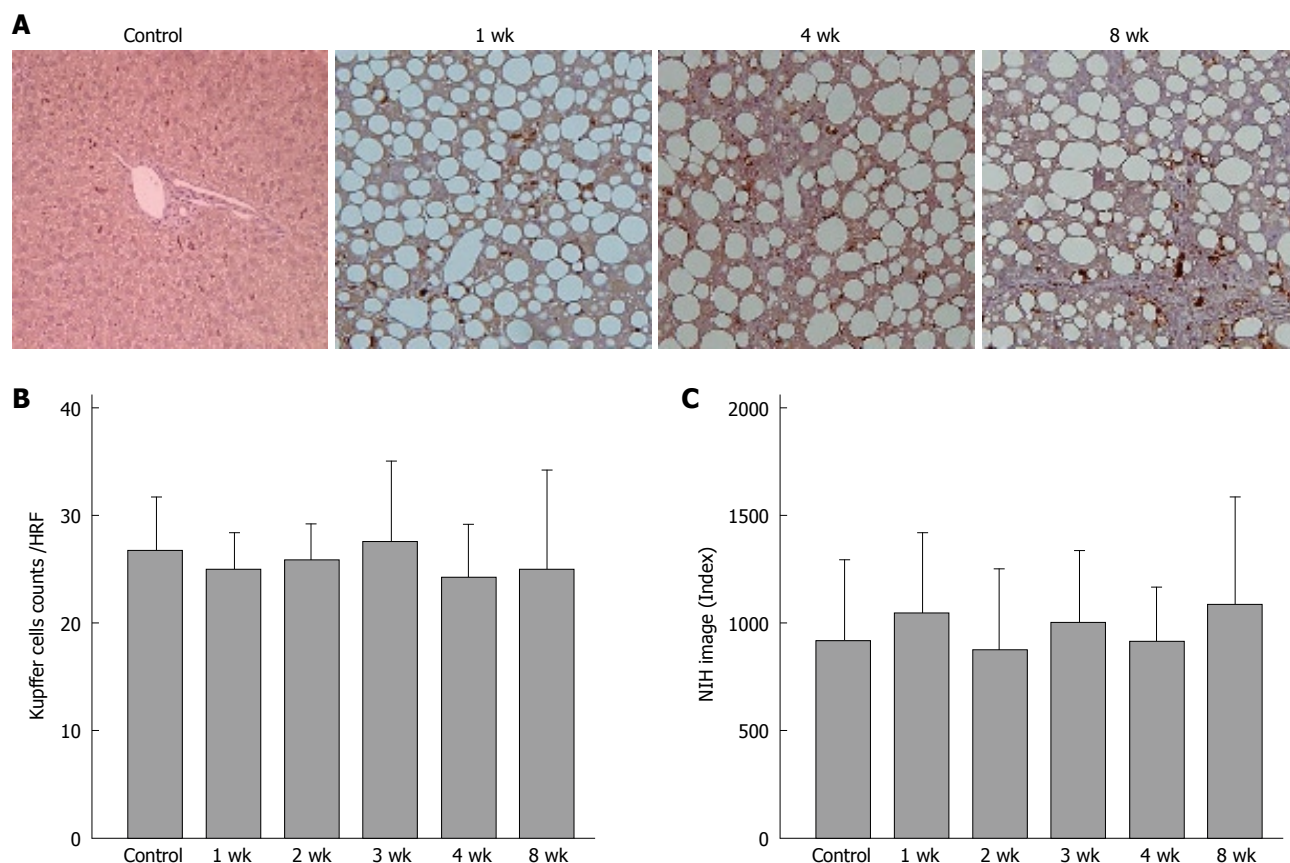 A
Control 1 wk 4 wk 8 wk
B
40
30
20
10
0
Kupffer cells counts /HRF
Control 1 wk 2 wk 3 wk 4 wk 8 wk
C
2000
1500
1000
500
0
NIH image (Index)
Control 1 wk 2 wk 3 wk 4 wk 8 wk